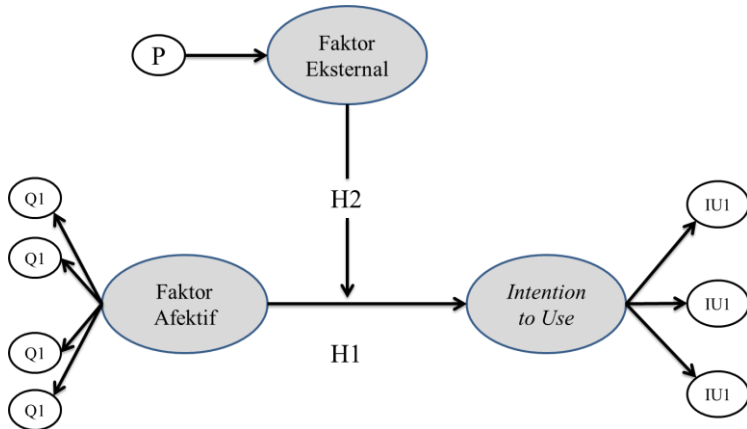 P
Faktor
Eksternal
H2
Q1
Q1
Q1
Q1
Faktor
Afektif
H1
Intention
to Use
IU1
IU1
IU1